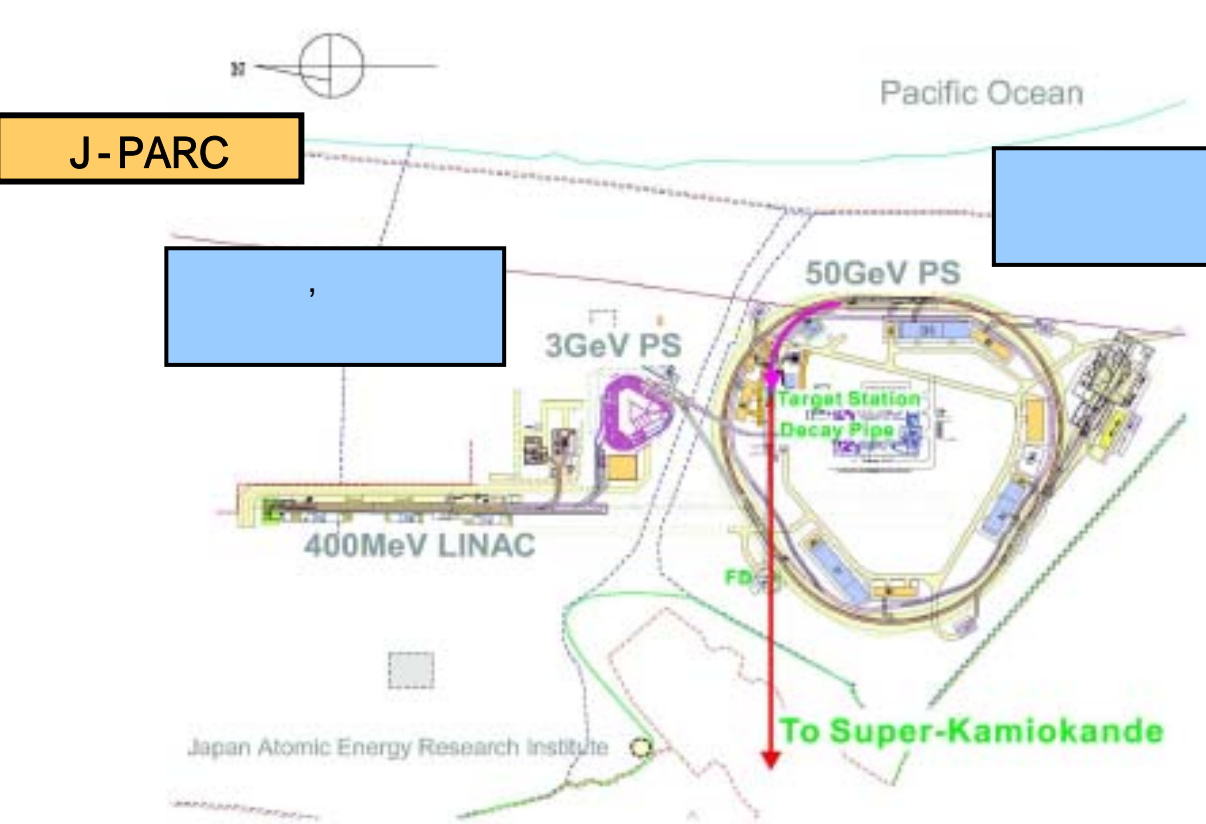 N
Pacific Ocean
J-PARC
,
50GeV PS
3GeV PS
Target Station
Decay Pipe
400MeV LINAC
FD
To Super-Kamiokande
Japan Atomic Energy Research Institute